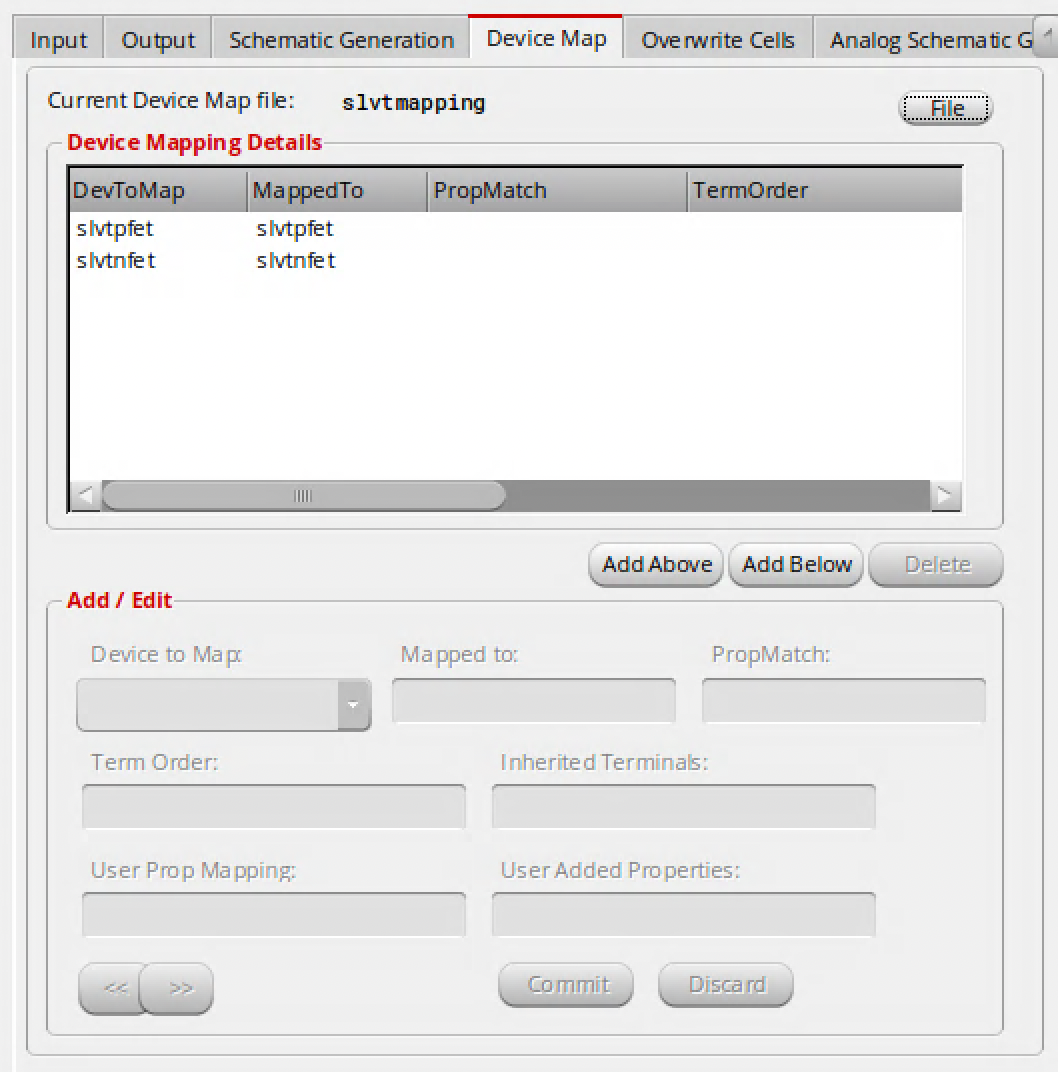 Input Output Schematic Generation Device Map Overwrite Cells Analog Schematic G
Current Device Map file: slvtmapping File
Device Mapping Details
DevToMap MappedTo PropMatch TermOrder
slvtpfet slvtpfet
slvtnfet slvtnfet
Add Above Add Below Delete
Add / Edit
Device to Map: Mapped to: PropMatch:
Term Order: Inherited Terminals:
User Prop Mapping: User Added Properties:
<< >> Commit Discard